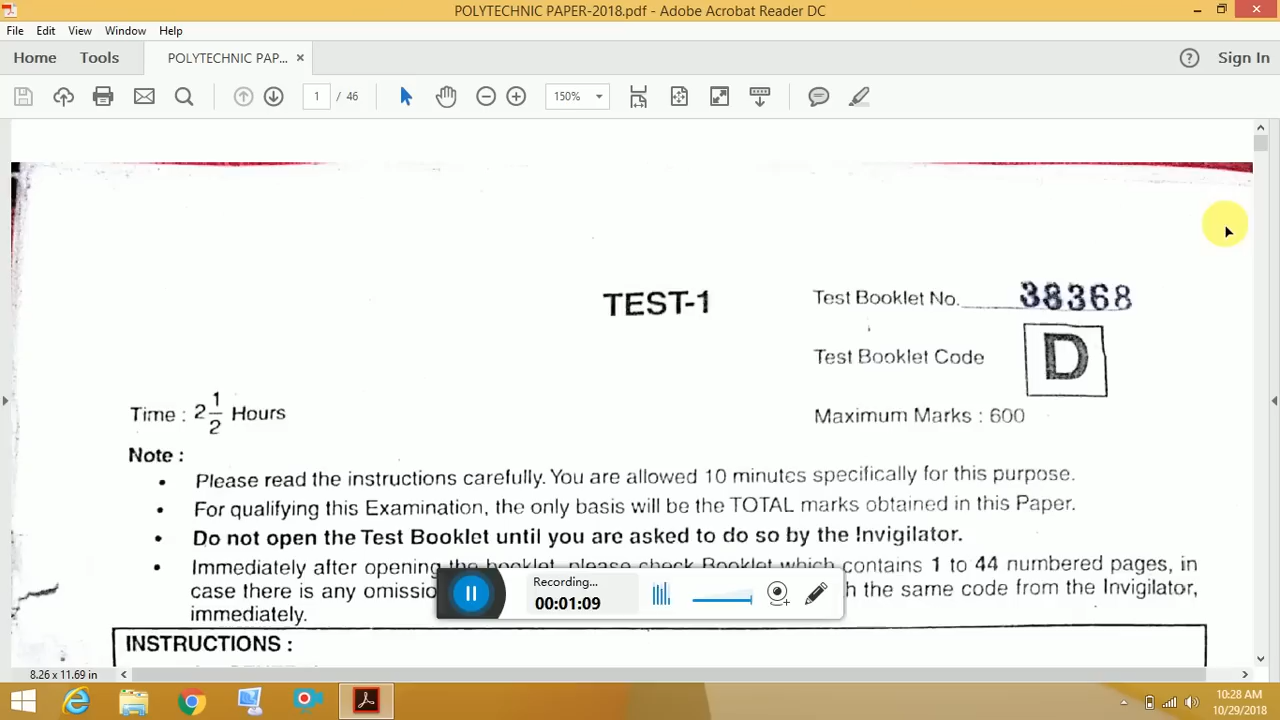 POLYTECHNIC PAPER-2018.pdf - Adobe Acrobat Reader DC
File Edit View Window Help
Home Tools POLYTECHNIC PAP... × Sign In
1 / 46 150%
TEST-1
Test Booklet No. 38368
Test Booklet Code D
Time : 2 1/2 Hours
Maximum Marks : 600
Note :
• Please read the instructions carefully. You are allowed 10 minutes specifically for this purpose.
• For qualifying this Examination, the only basis will be the TOTAL marks obtained in this Paper.
• Do not open the Test Booklet until you are asked to do so by the Invigilator.
• Immediately after opening the booklet, please check Booklet which contains 1 to 44 numbered pages, in
case there is any omission h the same code from the Invigilator,
immediately.
Recording...
00:01:09
INSTRUCTIONS :
8.26 x 11.69 in
10:28 AM
10/29/2018